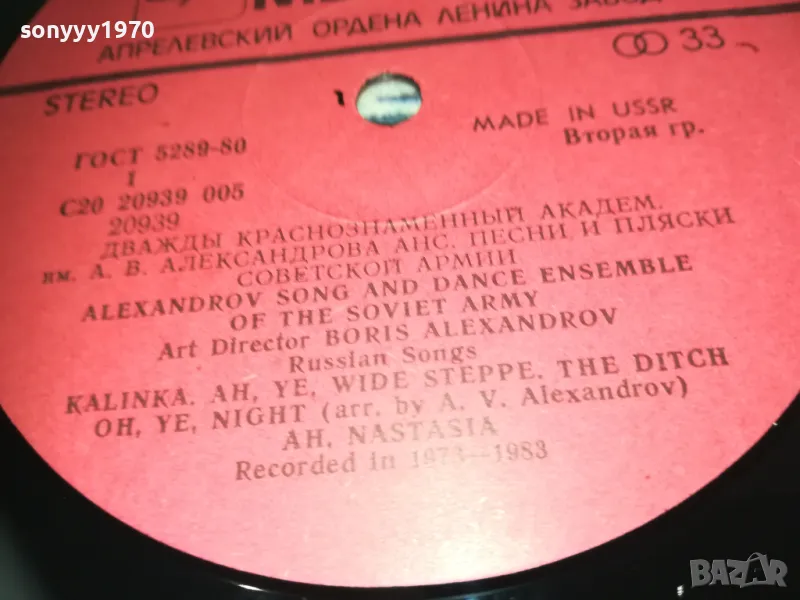 sonyyy1970
АПРЕЛЕВСКИЙ ОРДЕНА ЛЕНИНА ЗАВОД
33
STEREO
1
MADE IN USSR
Вторая гр.
ГОСТ 5289-80
I
С20 20939 005
20939
ДВАЖДЫ КРАСНОЗНАМЕННЫЙ АКАДЕМ.
им. А. В. АЛЕКСАНДРОВА АНС. ПЕСНИ И ПЛЯСКИ
СОВЕТСКОЙ АРМИИ
ALEXANDROV SONG AND DANCE ENSEMBLE
OF THE SOVIET ARMY
Art Director BORIS ALEXANDROV
Russian Songs
KALINKA. AH, YE, WIDE STEPPE. THE DITCH
OH, YE, NIGHT (arr. by A. V. Alexandrov)
AH, NASTASIA
Recorded in 1973—1983
BAZAR